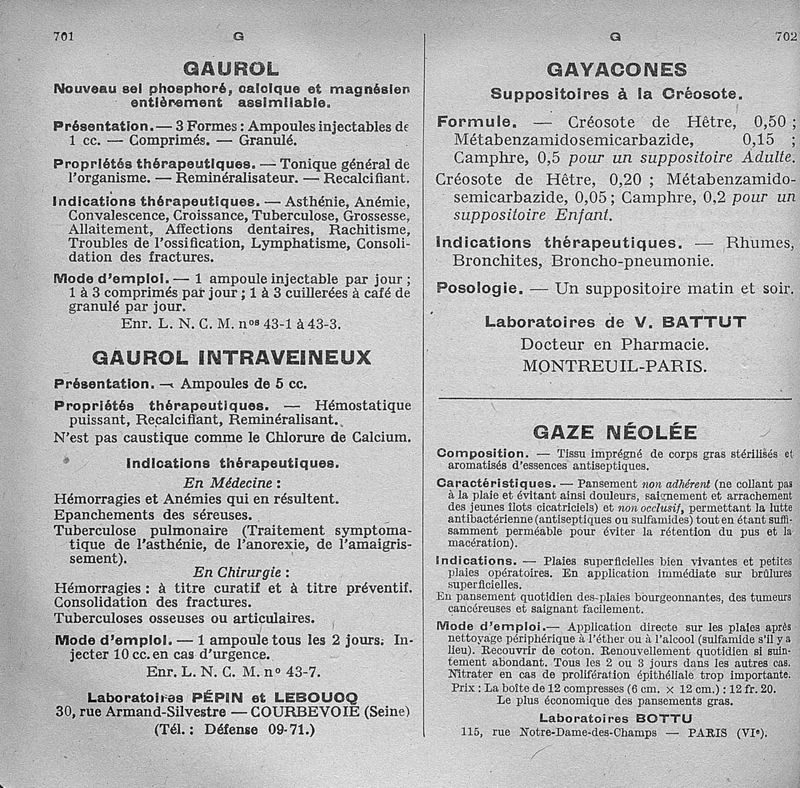 701
G
GAUROL
Nouveau sel phosphoré, calcique et magnésien
entièrement assimilable.
Présentation. — 3 Formes : Ampoules injectables de
1 cc. — Comprimés. — Granulé.
Propriétés thérapeutiques. — Tonique général de
l'organisme. — Reminéralisateur. — Recalcifiant.
Indications thérapeutiques. — Asthénie, Anémie,
Convalescence, Croissance, Tuberculose, Grossesse,
Allaitement, Affections dentaires, Rachitisme,
Troubles de l'ossification, Lymphatisme, Consoli-
dation des fractures.
Mode d'emploi. — 1 ampoule injectable par jour ;
1 à 3 comprimés par jour ; 1 à 3 cuillerées à café de
granulé par jour.
Enr. L. N. C. M. nos 43-1 à 43-3.
GAUROL INTRAVEINEUX
Présentation. — Ampoules de 5 cc.
Propriétés thérapeutiques. — Hémostatique
puissant, Recalcifiant, Reminéralisant.
N'est pas caustique comme le Chlorure de Calcium.
Indications thérapeutiques.
En Médecine :
Hémorragies et Anémies qui en résultent.
Epanchements des séreuses.
Tuberculose pulmonaire (Traitement symptoma-
tique de l'asthénie, de l'anorexie, de l'amaigris-
sement).
En Chirurgie :
Hémorragies : à titre curatif et à titre préventif.
Consolidation des fractures.
Tuberculoses osseuses ou articulaires.
Mode d'emploi. — 1 ampoule tous les 2 jours. In-
jecter 10 cc. en cas d'urgence.
Enr. L. N. C. M. no 43-7.
Laboratoires PÉPIN et LEBOUCQ
30, rue Armand-Silvestre — COURBEVOIE (Seine)
(Tél. : Défense 09-71.)
G
702
GAYACONES
Suppositoires à la Créosote.
Formule. — Créosote de Hêtre, 0,50 ;
Métabenzamidosemicarbazide, 0,15 ;
Camphre, 0,5 pour un suppositoire Adulte.
Créosote de Hêtre, 0,20 ; Métabenzamido-
semicarbazide, 0,05 ; Camphre, 0,2 pour un
suppositoire Enfant.
Indications thérapeutiques. — Rhumes,
Bronchites, Broncho-pneumonie.
Posologie. — Un suppositoire matin et soir.
Laboratoires de V. BATTUT
Docteur en Pharmacie.
MONTREUIL-PARIS.
GAZE NÉOLÉE
Composition. — Tissu imprégné de corps gras stérilisés et
aromatisés d'essences antiseptiques.
Caractéristiques. — Pansement non adhérent (ne collant pas
à la plaie et évitant ainsi douleurs, saignement et arrachement
des jeunes îlots cicatriciels) et non occlusif, permettant la lutte
antibactérienne (antiseptiques ou sulfamides) tout en étant suffi-
samment perméable pour éviter la rétention du pus et la
macération).
Indications. — Plaies superficielles bien vivantes et petites
plaies opératoires. En application immédiate sur brûlures
superficielles.
En pansement quotidien des plaies bourgeonnantes, des tumeurs
cancéreuses et saignant facilement.
Mode d'emploi. — Application directe sur les plaies après
nettoyage périphérique à l'éther ou à l'alcool (sulfamide s'il y a
lieu). Recouvrir de coton. Renouvellement quotidien si suin-
tement abondant. Tous les 2 ou 3 jours dans les autres cas.
Nitrater en cas de prolifération épithéliale trop importante.
Prix : La boîte de 12 compresses (6 cm. × 12 cm.) : 12 fr. 20.
Le plus économique des pansements gras.
Laboratoires BOTTU
115, rue Notre-Dame-des-Champs — PARIS (VIe).